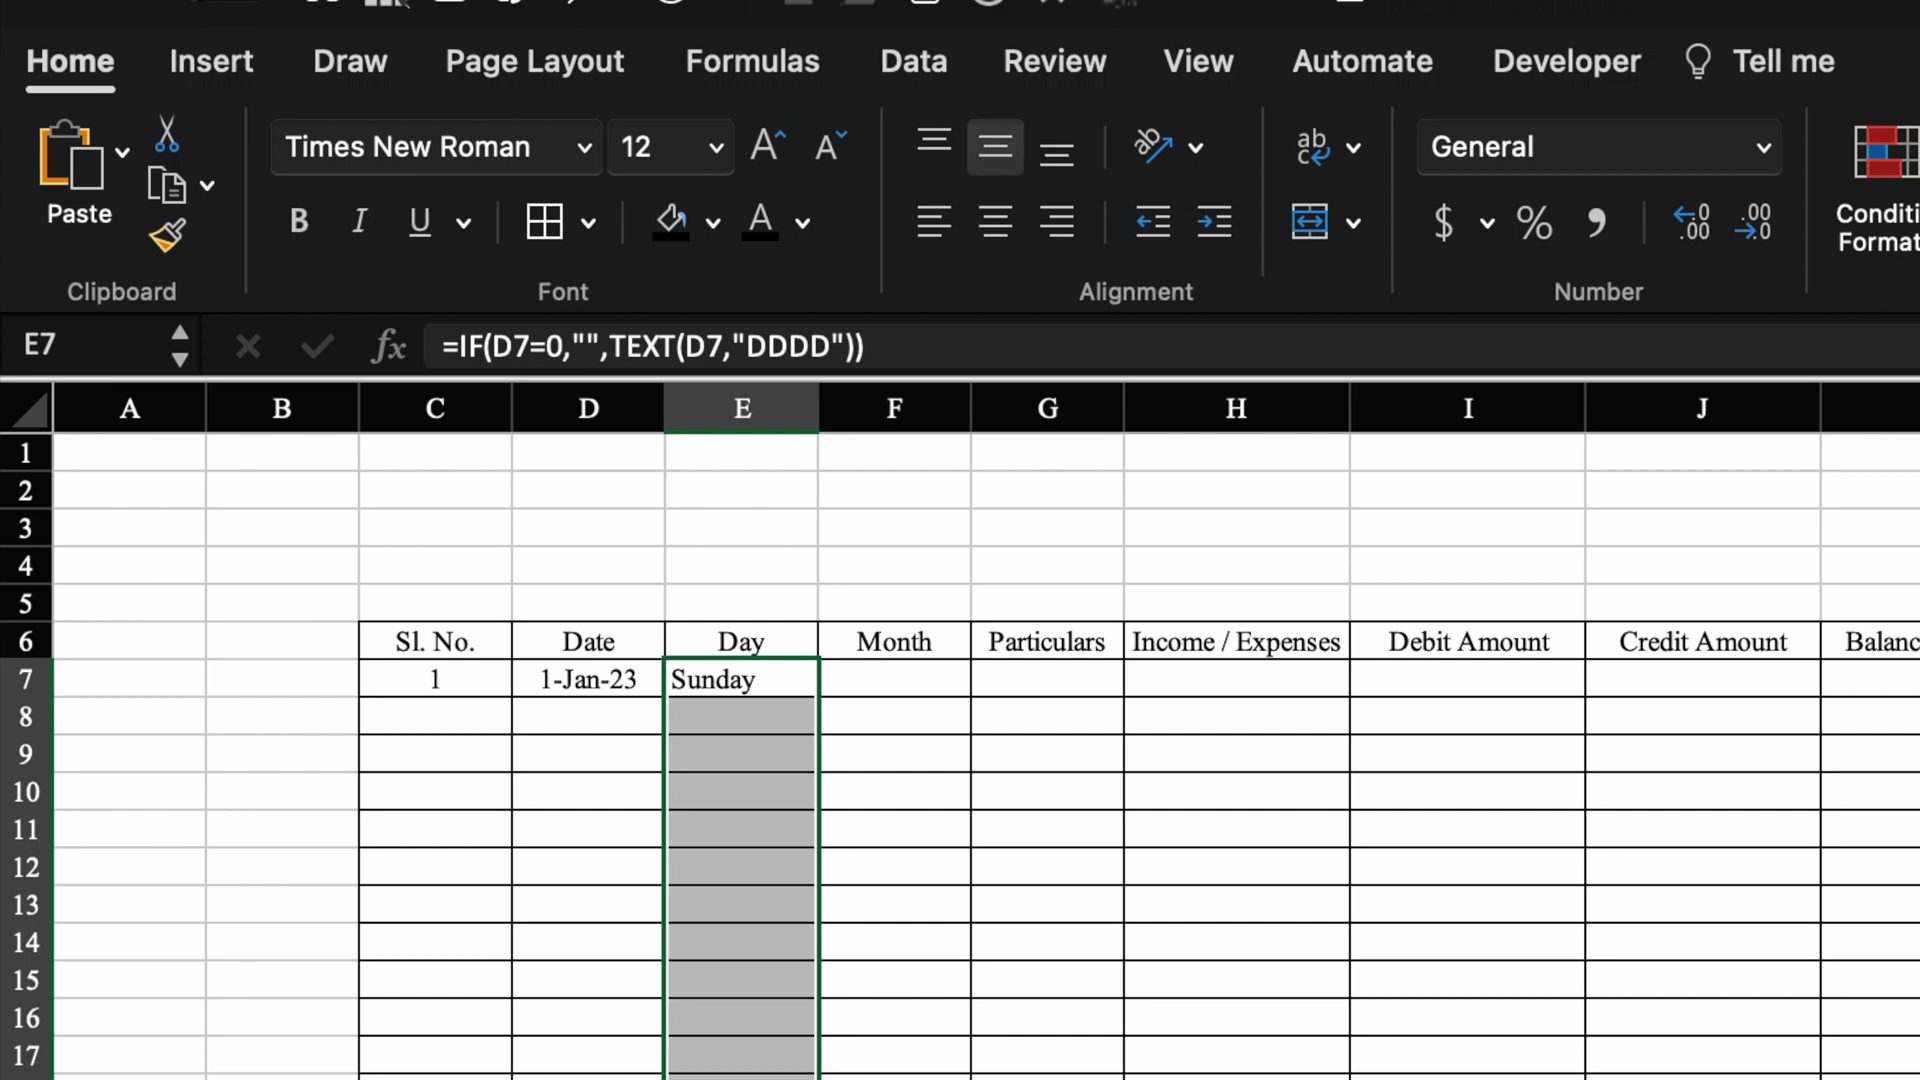 Home Insert Draw Page Layout Formulas Data Review View Automate Developer Tell me
Times New Roman 12 General
Paste
Clipboard Font Alignment Number
E7 fx =IF(D7=0,"",TEXT(D7,"DDDD"))
A B C D E F G H I J
1
2
3
4
5
6 Sl. No. Date Day Month Particulars Income / Expenses Debit Amount Credit Amount Balanc
7 1 1-Jan-23 Sunday
8
9
10
11
12
13
14
15
16
17